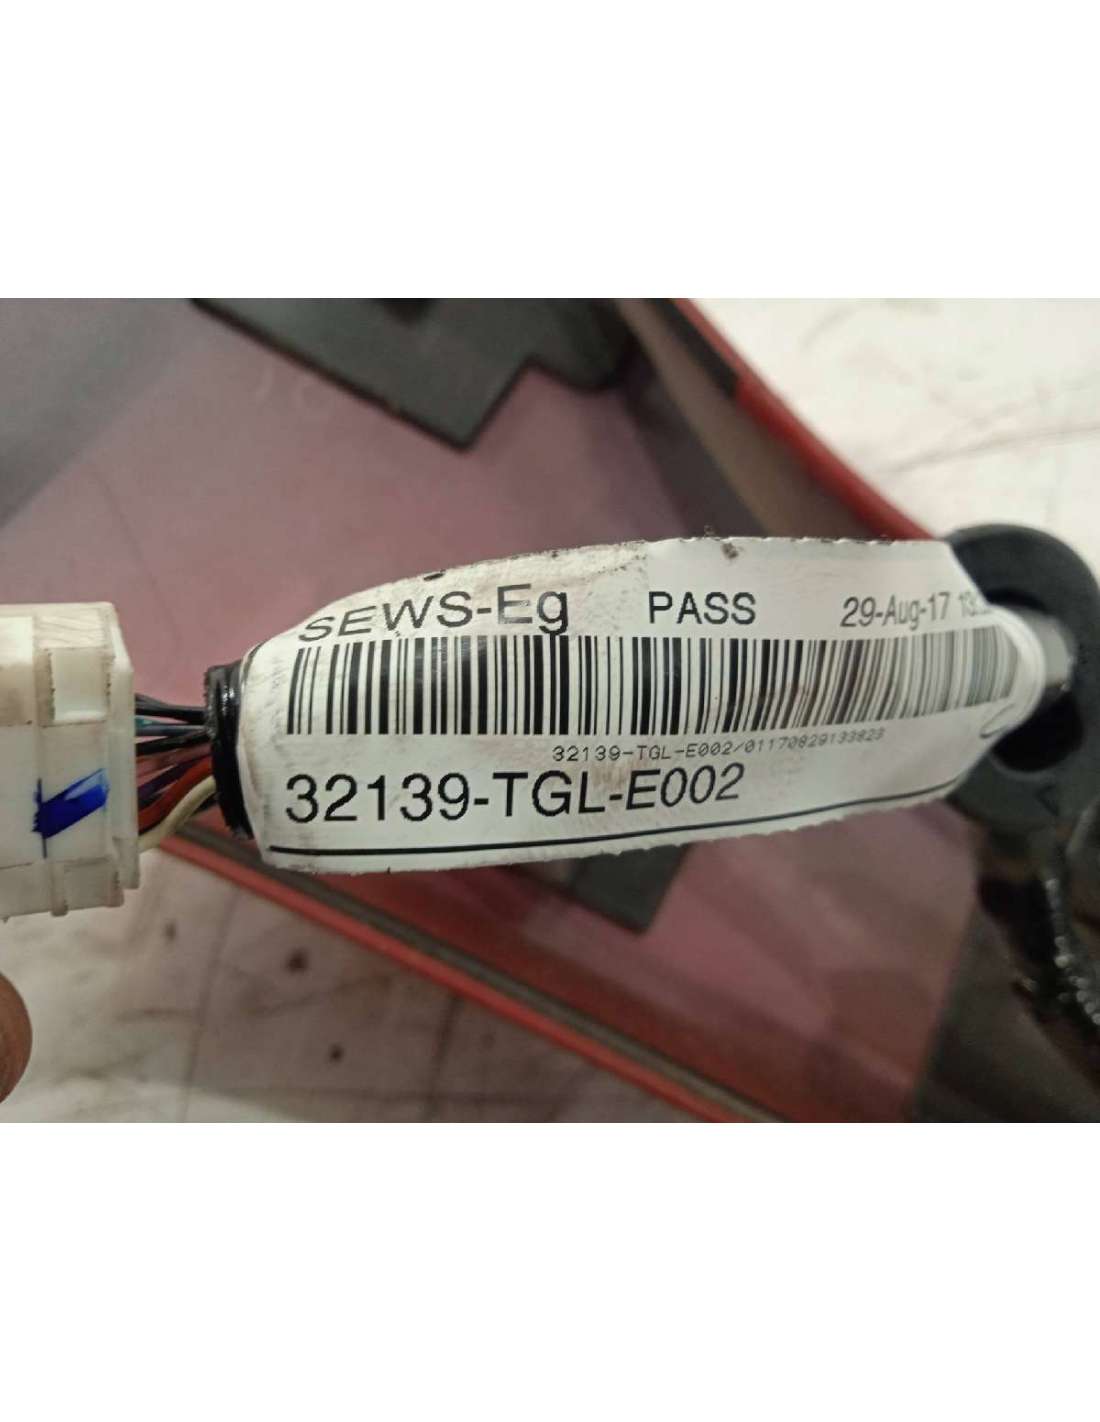 SEWS-Eg PASS 29-Aug-17
32139-TGL-E002/01170829133823
32139-TGL-E002